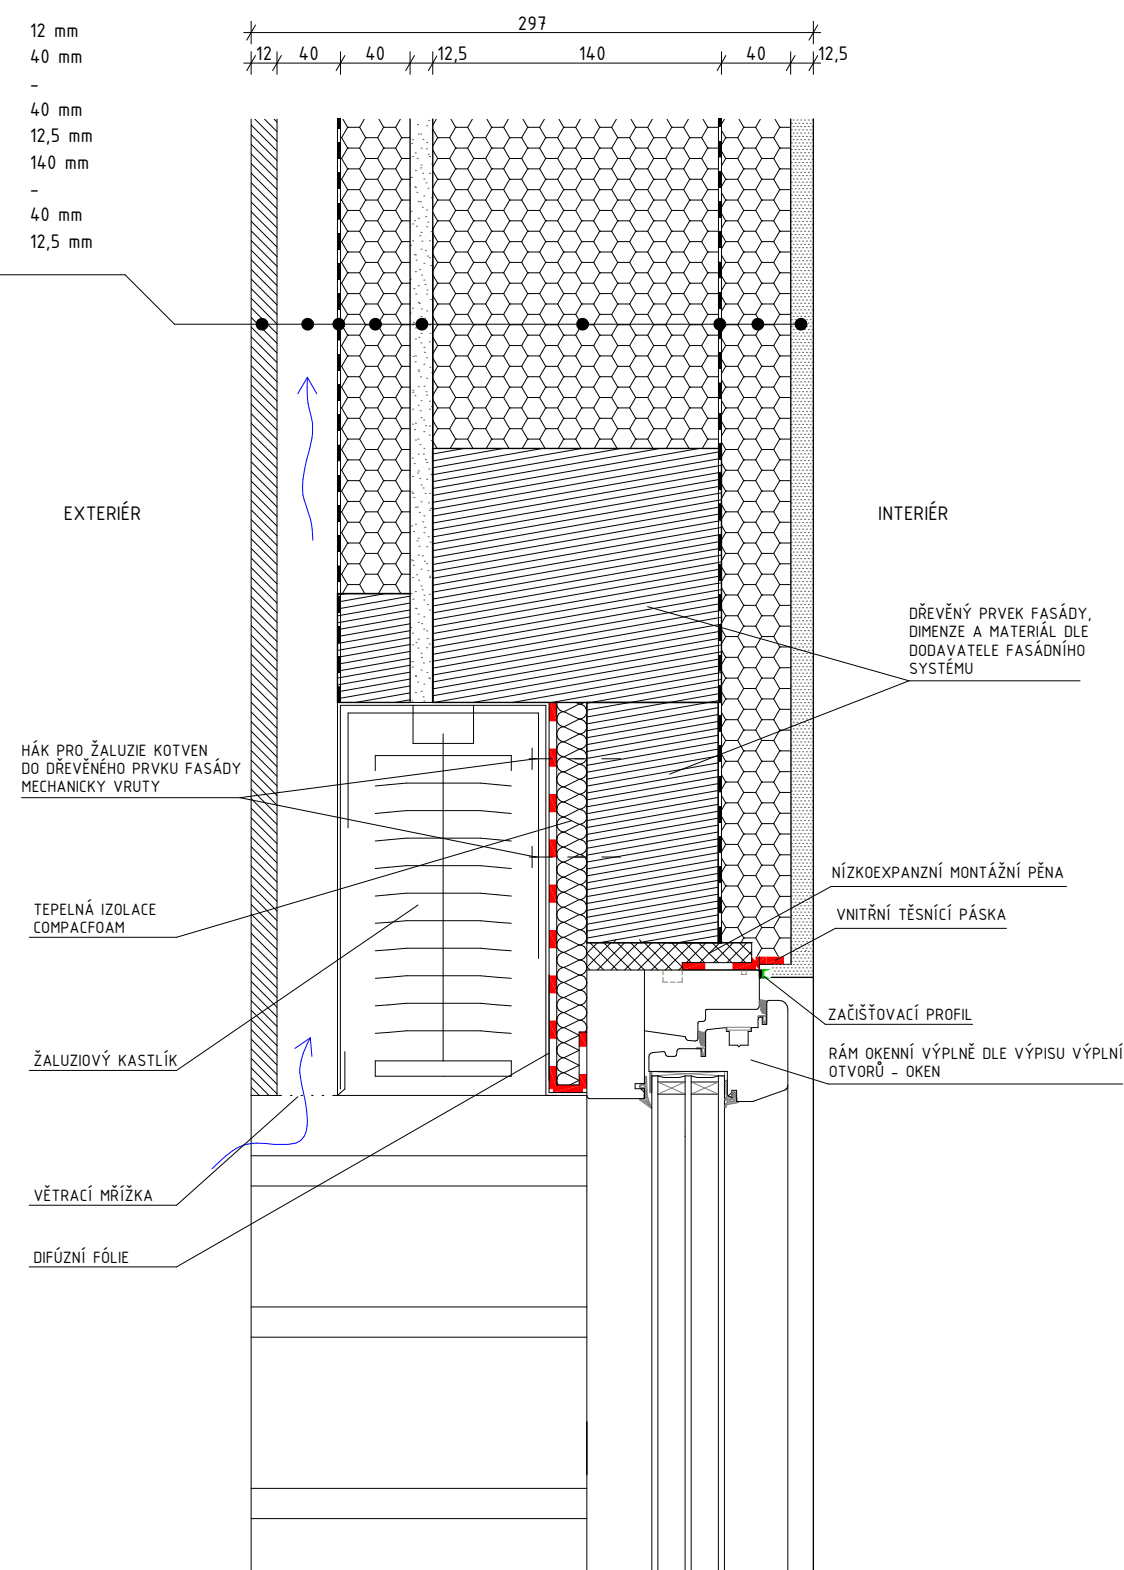 12 mm
40 mm
-
40 mm
12,5 mm
140 mm
-
40 mm
12,5 mm
297
12 40 40 12,5 140 40 12,5
EXTERIÉR
INTERIÉR
DŘEVĚNÝ PRVEK FASÁDY,
DIMENZE A MATERIÁL DLE
DODAVATELE FASÁDNÍHO
SYSTÉMU
HÁK PRO ŽALUZIE KOTVEN
DO DŘEVĚNÉHO PRVKU FASÁDY
MECHANICKY VRUTY
NÍZKOEXPANZNÍ MONTÁŽNÍ PĚNA
TEPELNÁ IZOLACE
COMPACFOAM
VNITŘNÍ TĚSNÍCÍ PÁSKA
ZAČIŠŤOVACÍ PROFIL
ŽALUZIOVÝ KASTLÍK
RÁM OKENNÍ VÝPLNĚ DLE VÝPISU VÝPLNÍ
OTVORŮ - OKEN
VĚTRACÍ MŘÍŽKA
DIFÚZNÍ FÓLIE